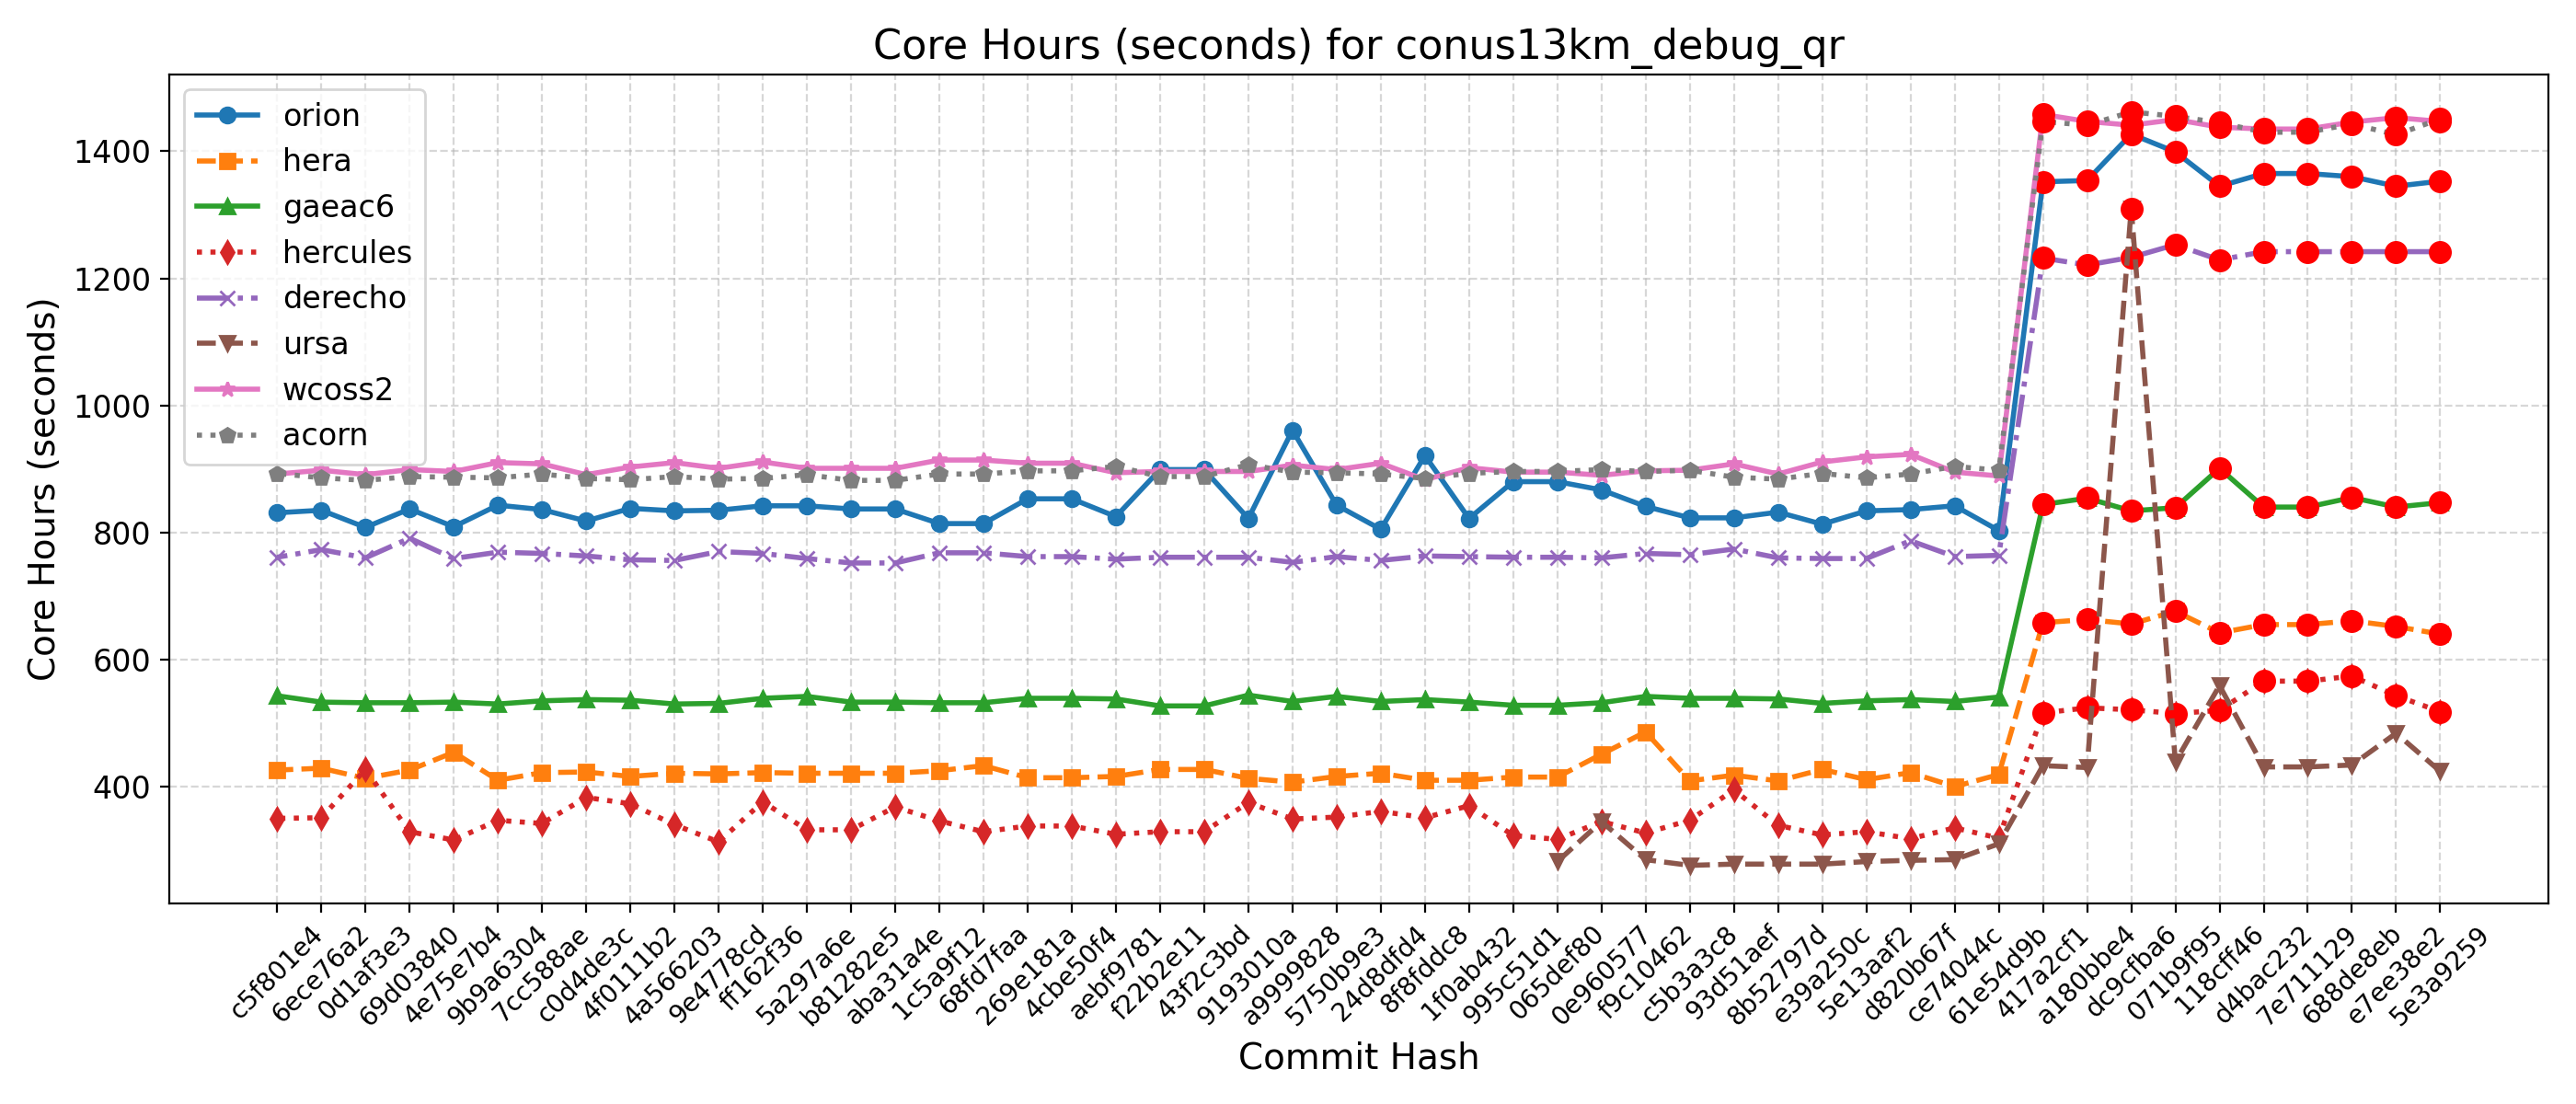 Core Hours (seconds) for conus13km_debug_qr
Core Hours (seconds)
1400
1200
1000
800
600
400
orion
hera
gaeac6
hercules
derecho
ursa
wcoss2
acorn
c5f801e4
6ece76a2
0d1af3e3
69d03840
4e75e7b4
9b9a6304
7cc588ae
c0d4de3c
4f0111b2
4a566203
9e4778cd
ff162f36
5a297a6e
b81282e5
aba31a4e
1c5a9f12
68fd7faa
269e181a
4cbe50f4
aebf9781
f22b2e11
43f2c3bd
9193010a
a9999828
5750b9e3
24d8dfd4
8f8fddc8
1f0ab432
995c51d1
065def80
0e960577
f9c10462
c5b3a3c8
93d51aef
8b52797d
e39a250c
5e13aaf2
d820b67f
ce74044c
61e54d9b
417a2cf1
a180bbe4
dc9cfba6
071b9f95
118cff46
d4bac232
7e711129
688de8eb
e7ee38e2
5e3a9259
Commit Hash